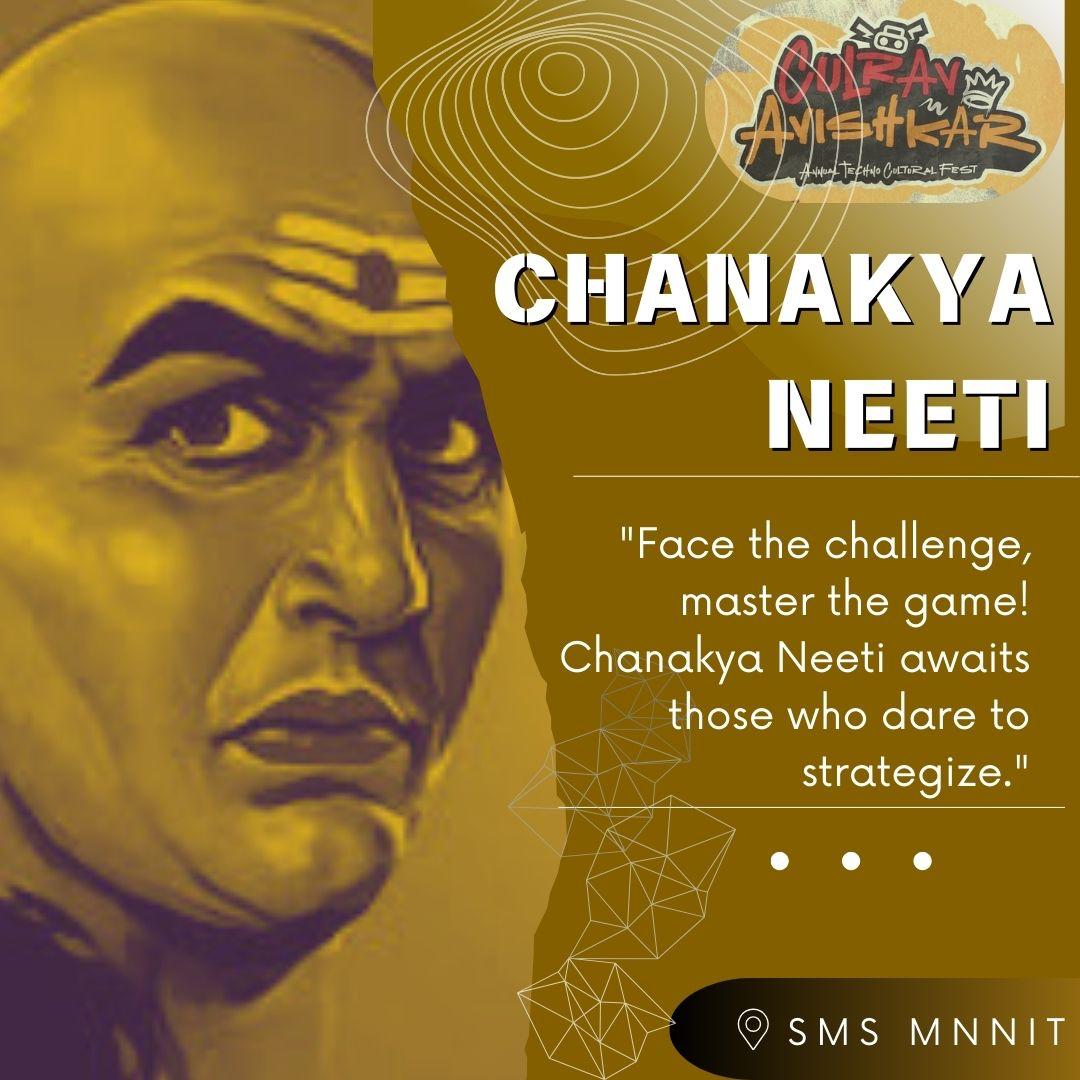 CULRAV
N
AVISHKAR
ANNUAL TECHNO CULTURAL FEST
CHANAKYA
NEETI
"Face the challenge,
master the game!
Chanakya Neeti awaits
those who dare to
strategize."
SMS MNNIT